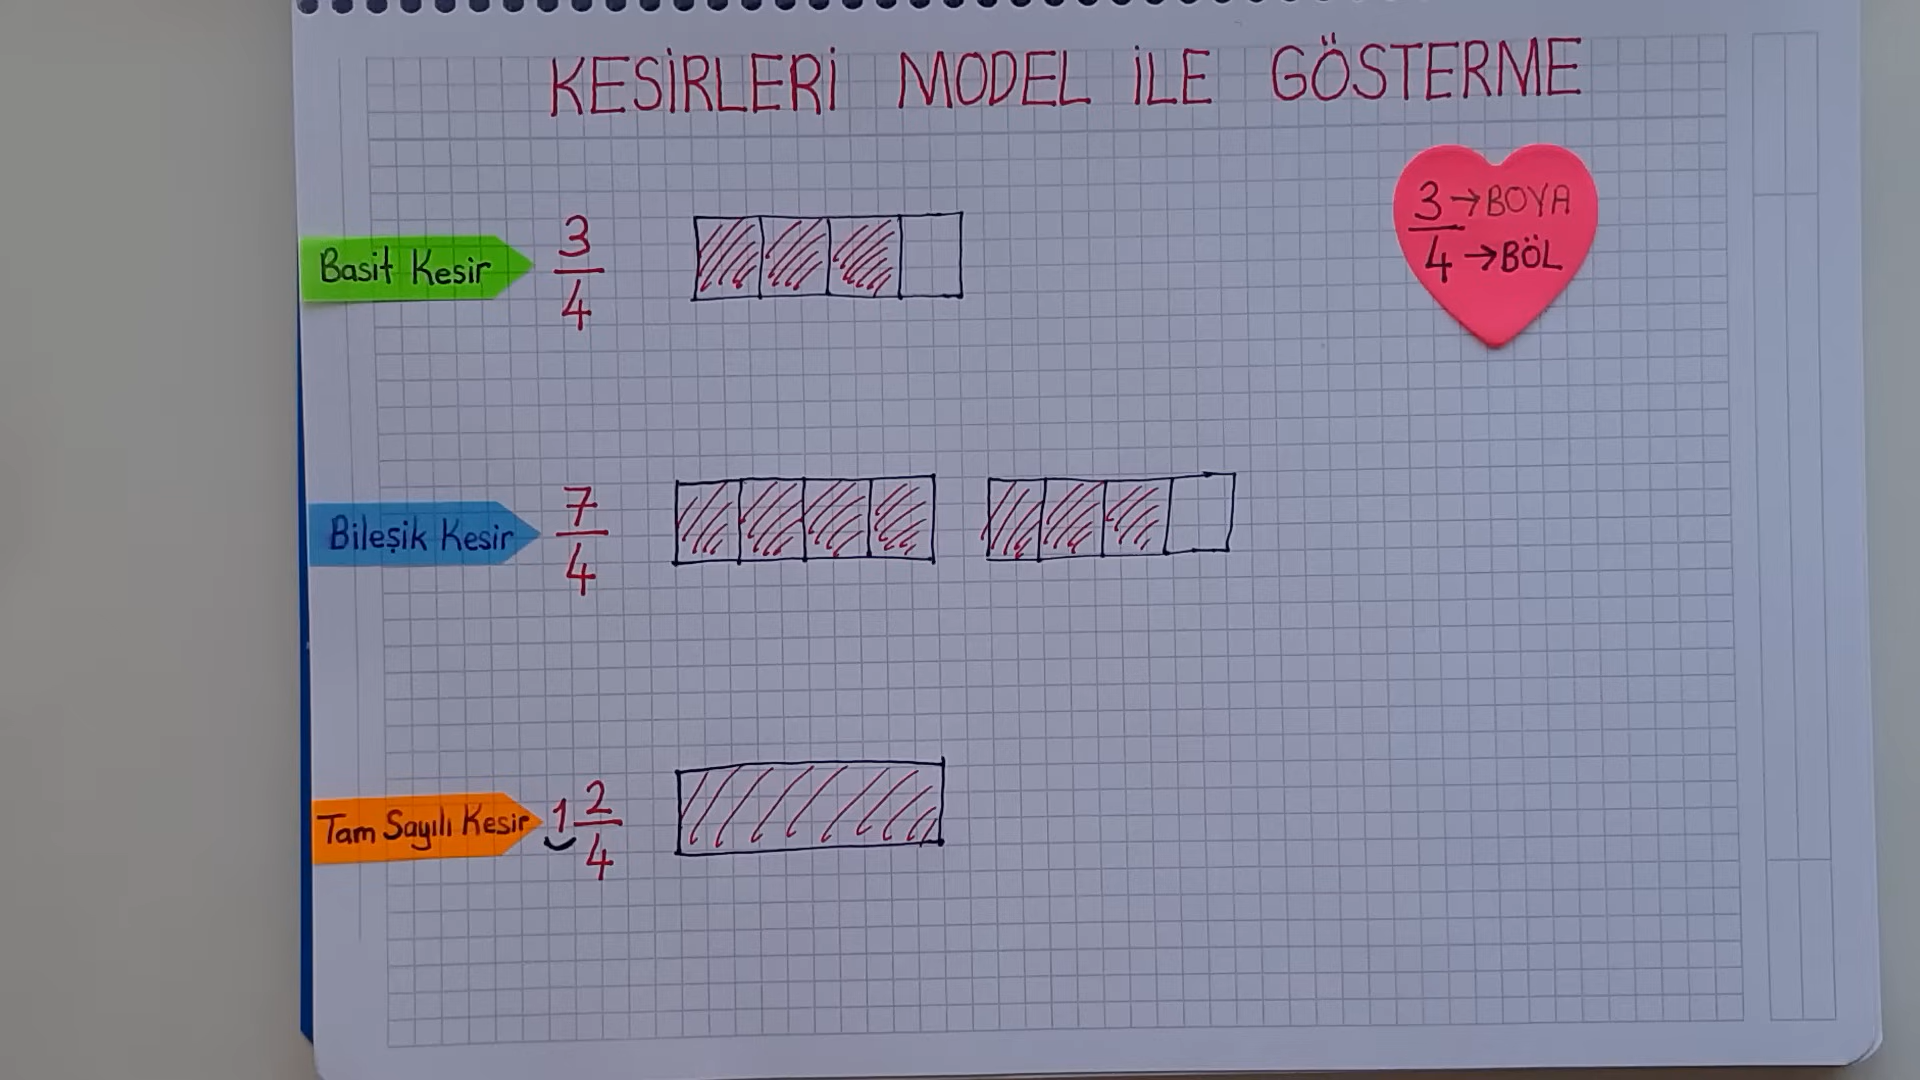 KESİRLERİ MODEL İLE GÖSTERME
3 → BOYA
4 → BÖL
Basit Kesir 3/4
Bileşik Kesir 7/4
Tam Sayılı Kesir 1 2/4